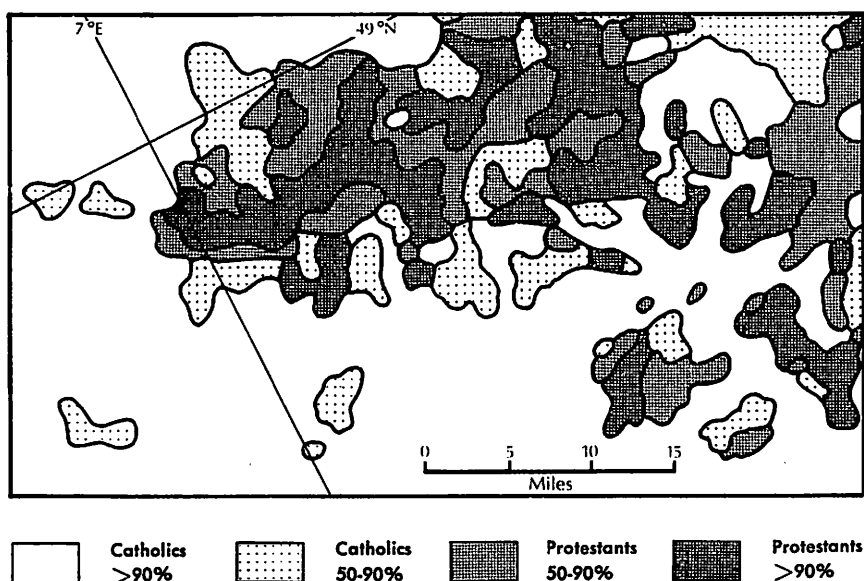 7°E
49°N
0 5 10 15
Miles
Catholics
>90%
Catholics
50-90%
Protestants
50-90%
Protestants
>90%